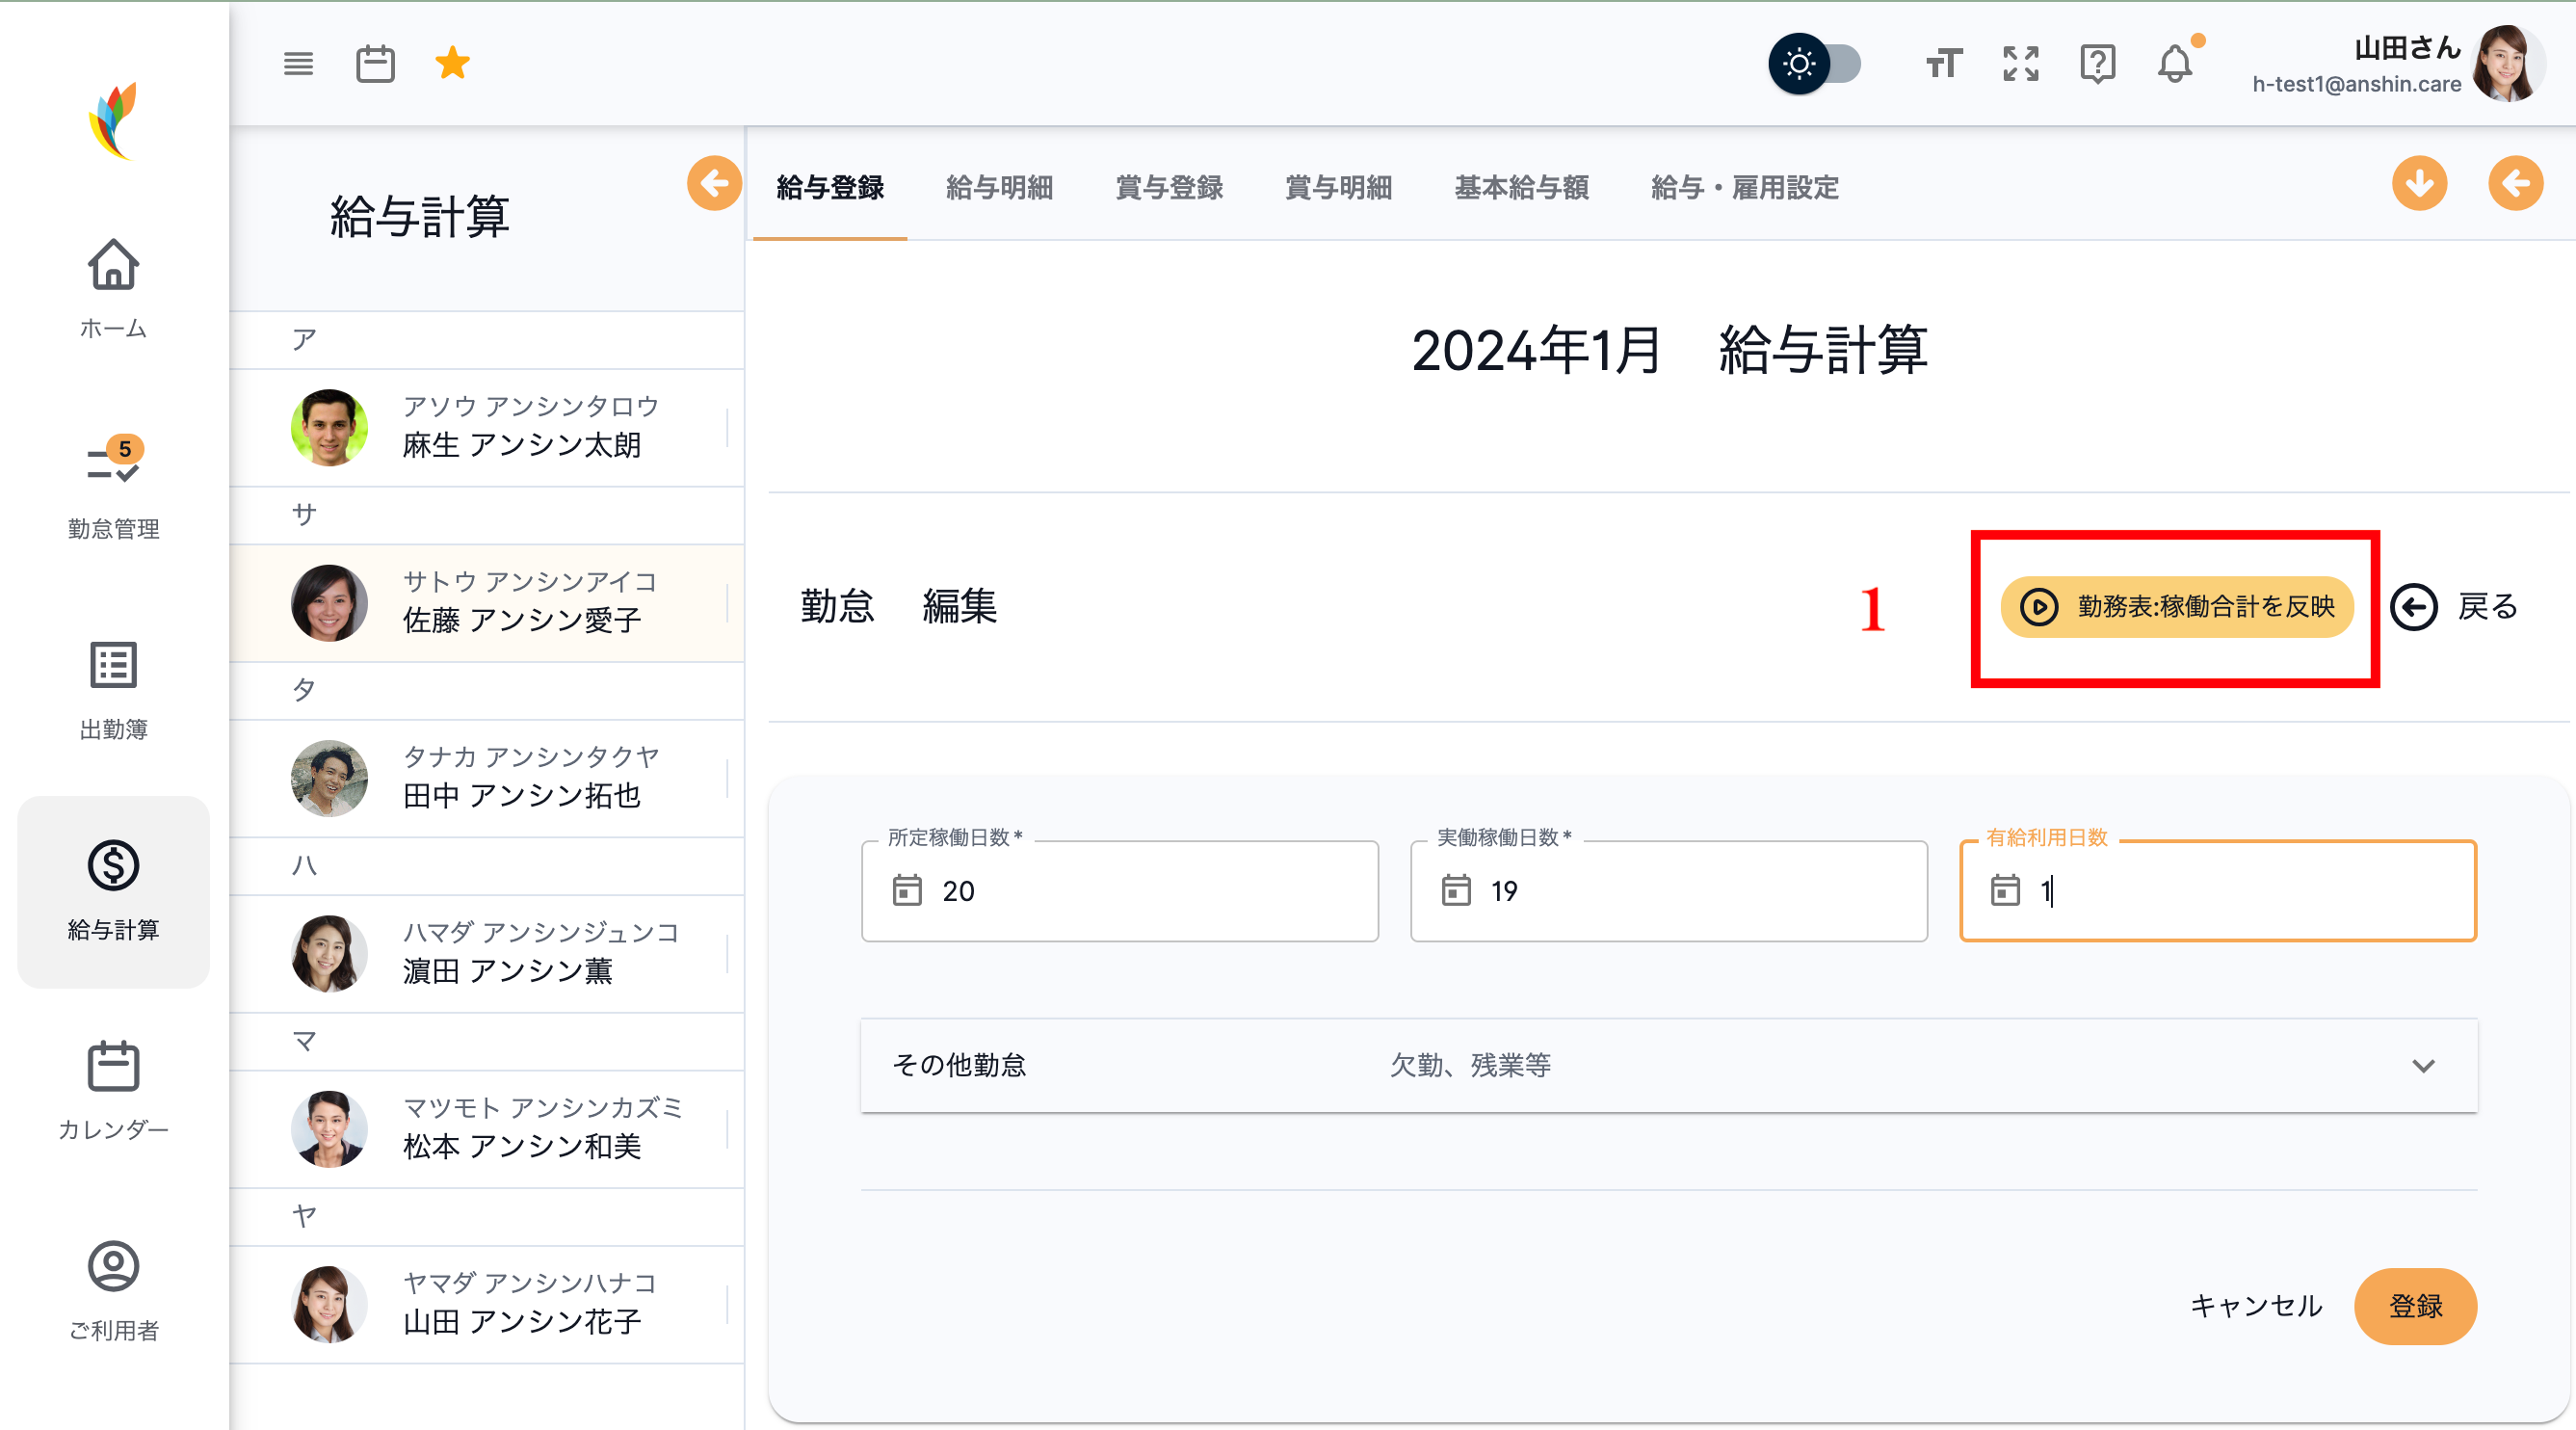 山田さん
h-test1@anshin.care
ホーム
5
勤怠管理
出勤簿
給与計算
カレンダー
ご利用者
給与計算
ア
アソウ アンシンタロウ
麻生 アンシン太朗
サ
サトウ アンシンアイコ
佐藤 アンシン愛子
タ
タナカ アンシンタクヤ
田中 アンシン拓也
ハ
ハマダ アンシンジュンコ
濵田 アンシン薫
マ
マツモト アンシンカズミ
松本 アンシン和美
ヤ
ヤマダ アンシンハナコ
山田 アンシン花子
給与登録 給与明細 賞与登録 賞与明細 基本給与額 給与・雇用設定
2024年1月 給与計算
勤怠 編集 1 勤務表:稼働合計を反映 戻る
所定稼働日数 * 実働稼働日数 * 有給利用日数
20 19 1
その他勤怠 欠勤、残業等
キャンセル 登録